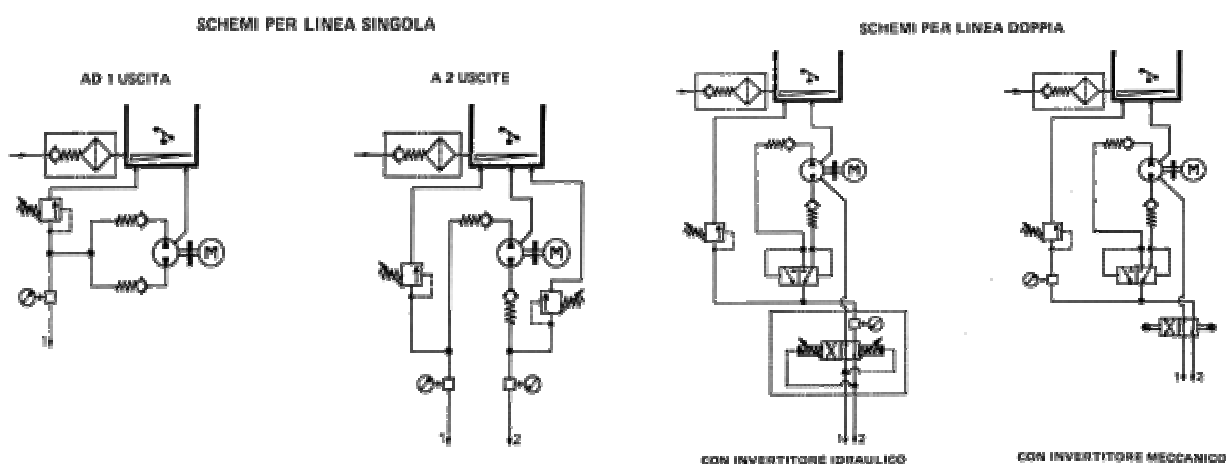 SCHEMI PER LINEA SINGOLA
AD 1 USCITA
A 2 USCITE
M
1
M
1
2
SCHEMI PER LINEA DOPPIA
M
1
2
CON INVERTITORE IDRAULICO
M
1
2
CON INVERTITORE MECCANICO